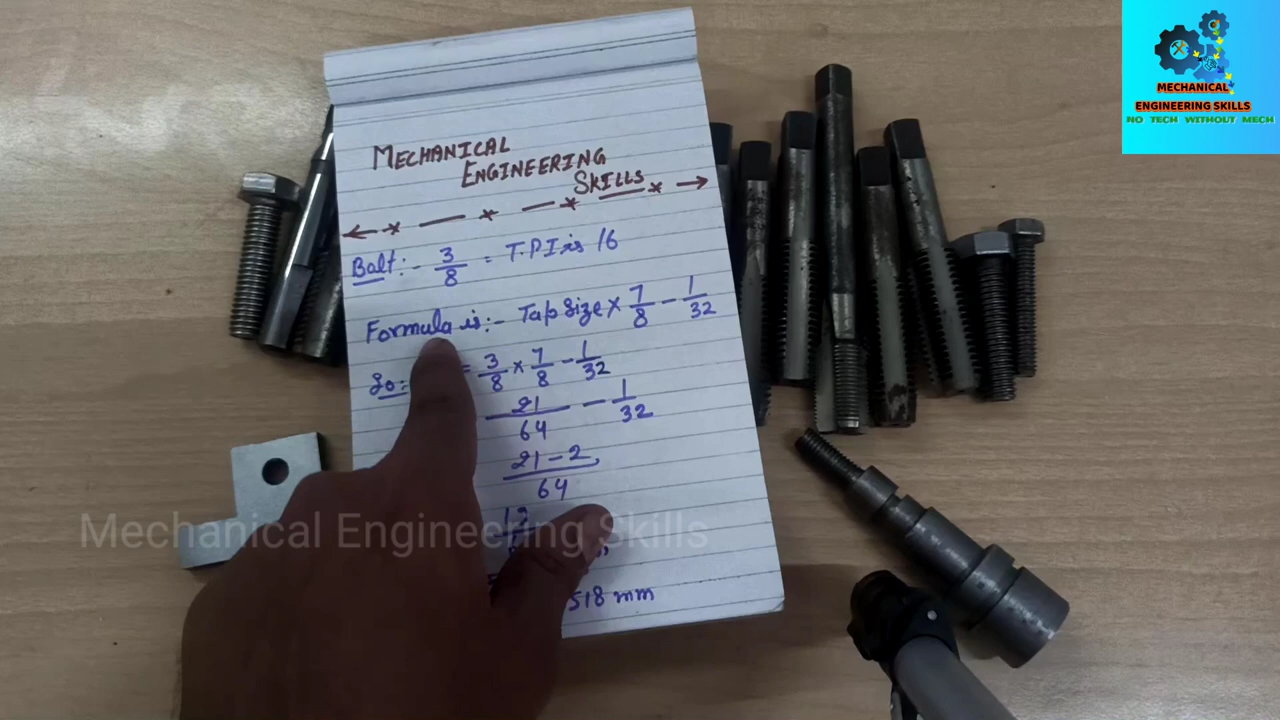 MECHANICAL
ENGINEERING SKILLS
NO TECH WITHOUT MECH
MECHANICAL
ENGINEERING
SKILLS
Bolt:- 3/8 = T.P.I is 16
Formula is:- Tap Size × 7/8 - 1/32
So:- = 3/8 × 7/8 - 1/32
21/64 - 1/32
21-2/64
518 mm
Mechanical Engineering Skills